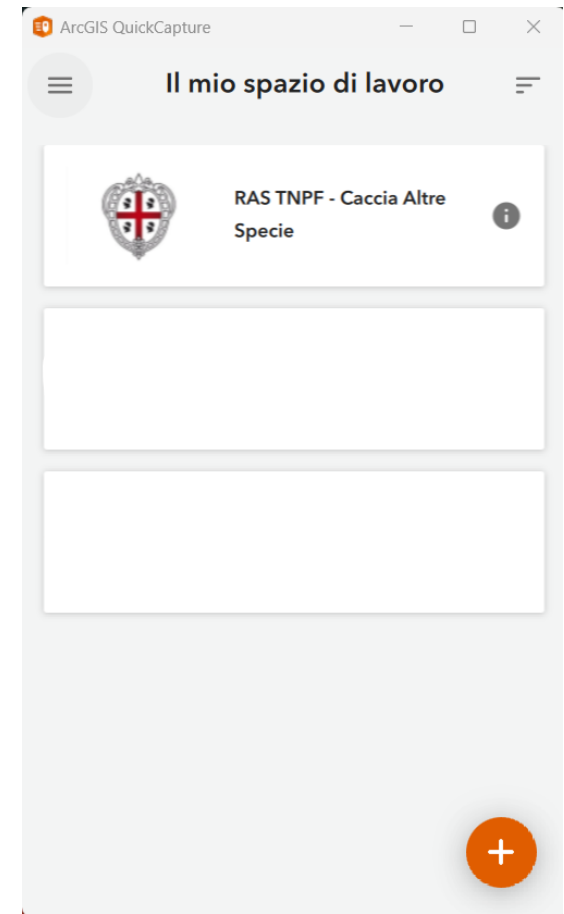 ArcGIS QuickCapture
Il mio spazio di lavoro
RAS TNPF - Caccia Altre
Specie